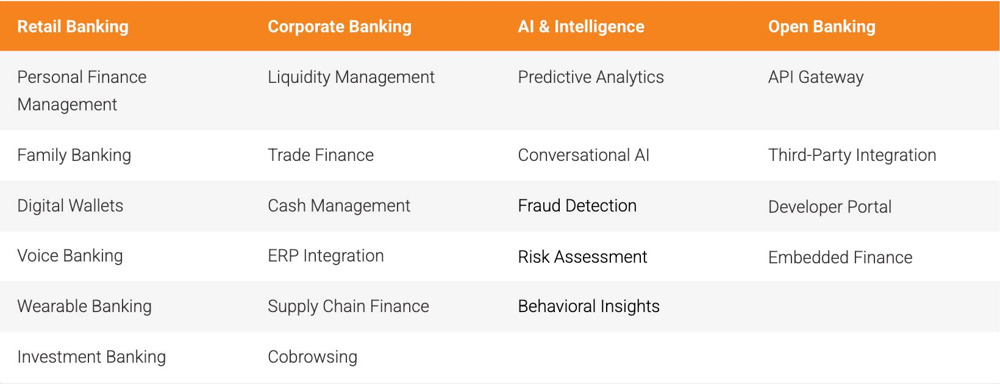 Retail Banking Corporate Banking AI & Intelligence Open Banking
Personal Finance Liquidity Management Predictive Analytics API Gateway
Management
Family Banking Trade Finance Conversational AI Third-Party Integration
Digital Wallets Cash Management Fraud Detection Developer Portal
Voice Banking ERP Integration Risk Assessment Embedded Finance
Wearable Banking Supply Chain Finance Behavioral Insights
Investment Banking Cobrowsing